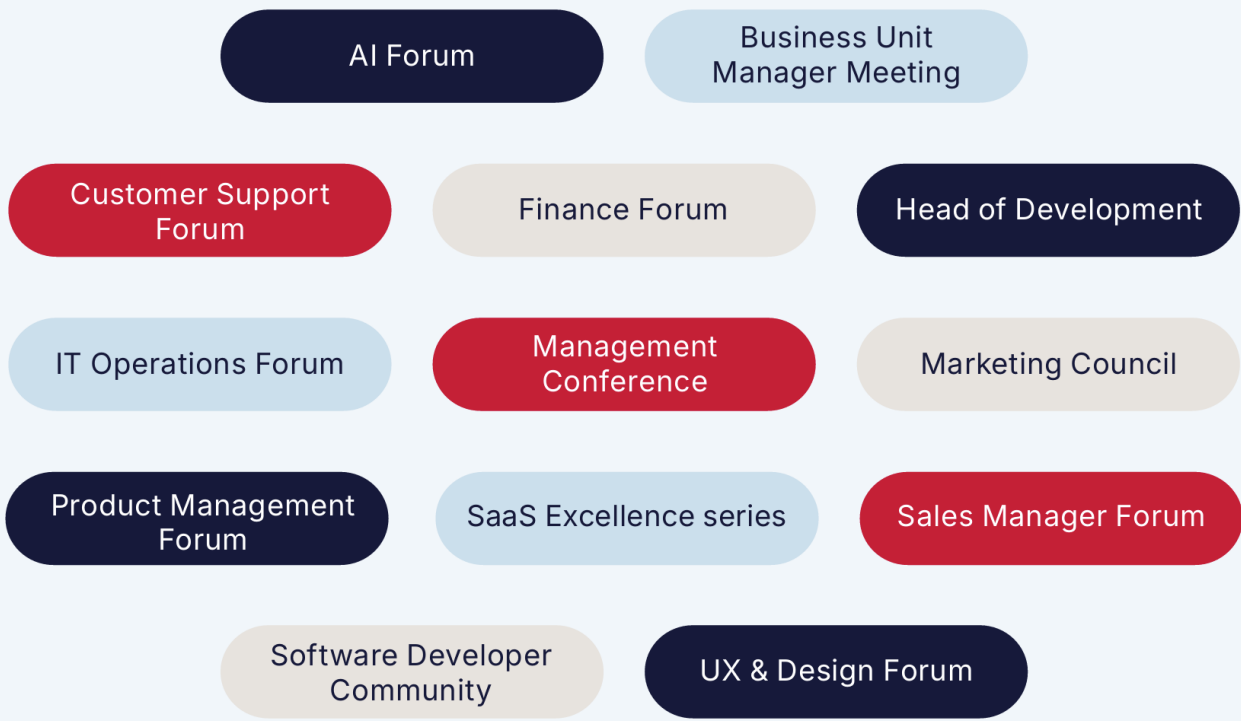 AI Forum
Business Unit
Manager Meeting
Customer Support
Forum
Finance Forum
Head of Development
IT Operations Forum
Management
Conference
Marketing Council
Product Management
Forum
SaaS Excellence series
Sales Manager Forum
Software Developer
Community
UX & Design Forum